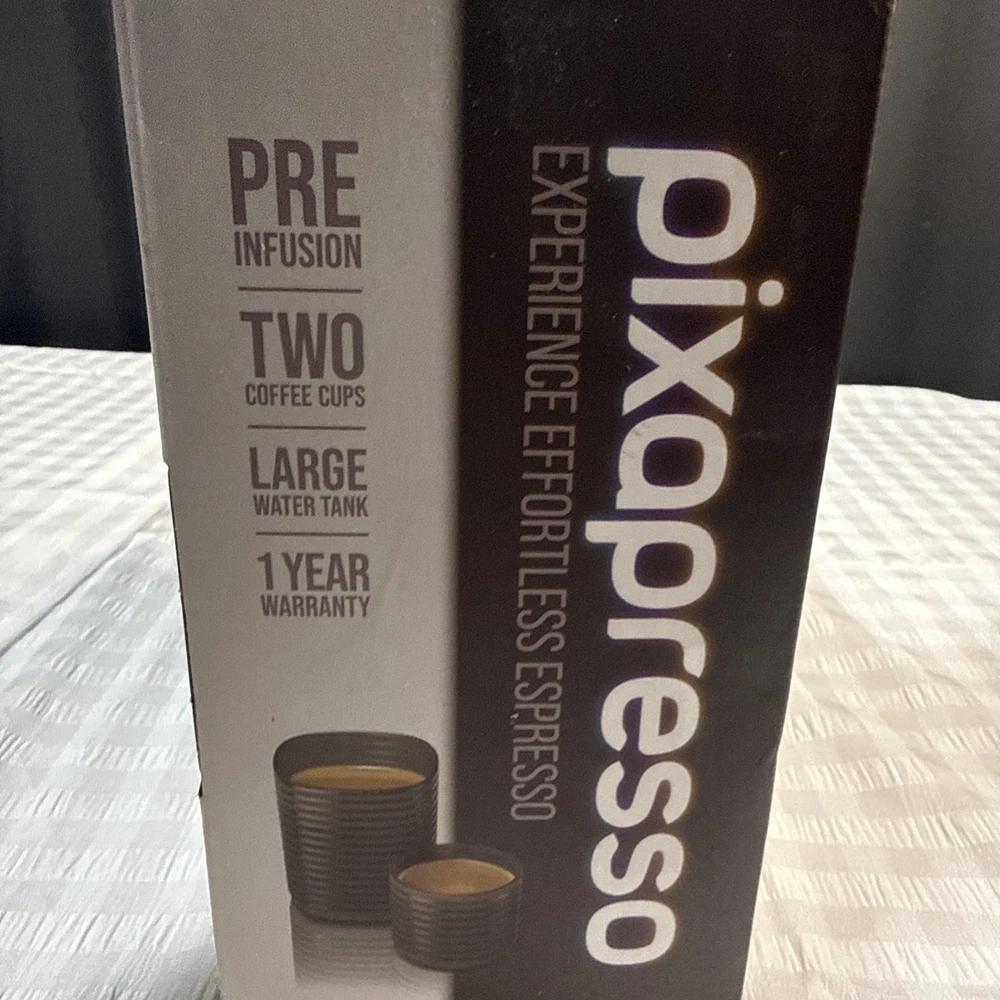 PRE
INFUSION
TWO
COFFEE CUPS
LARGE
WATER TANK
1 YEAR
WARRANTY
pixapresso
EXPERIENCE EFFORTLESS ESPRESSO